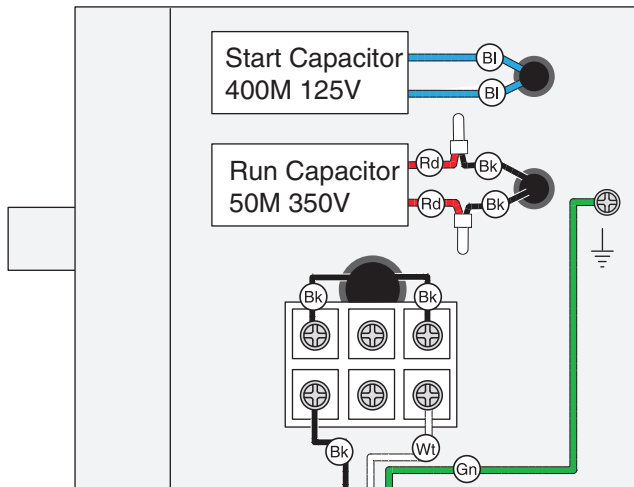 Start Capacitor
400M 125V
Bl
Bl
Run Capacitor
50M 350V
Rd
Bk
Rd
Bk
Bk
Bk
Bk
Wt
Gn